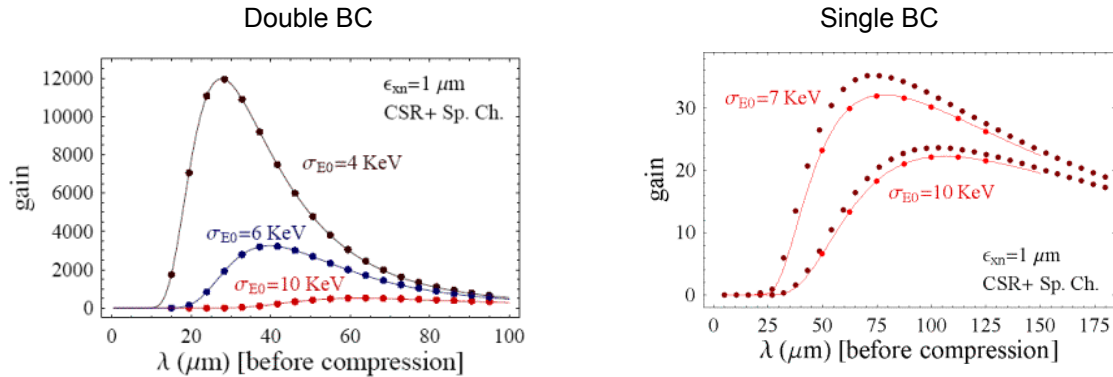 Double BC
12000
10000
8000
6000
4000
2000
0
gain
ϵxn=1 μm
CSR+ Sp. Ch.
σE0=4 KeV
σE0=6 KeV
σE0=10 KeV
0 20 40 60 80 100
λ (μm) [before compression]
Single BC
30
20
10
0
gain
σE0=7 KeV
σE0=10 KeV
ϵxn=1 μm
CSR+ Sp. Ch.
0 25 50 75 100 125 150 175
λ (μm) [before compression]